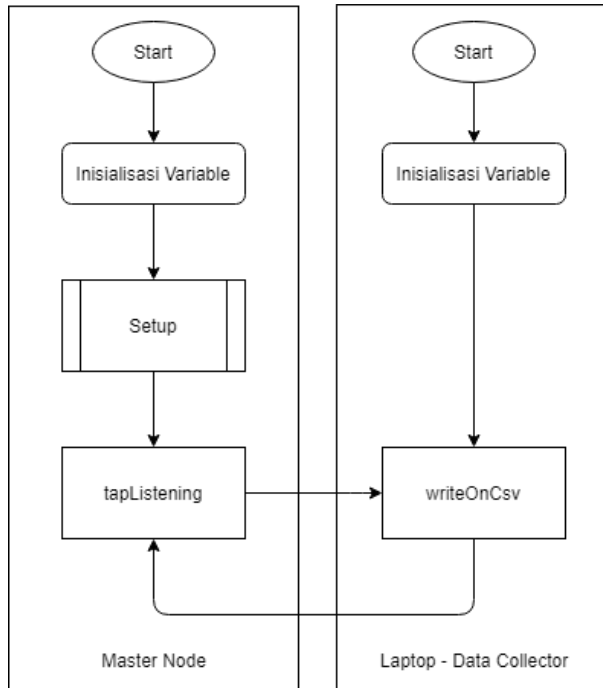 Start
Inisialisasi Variable
Setup
tapListening
Master Node
Start
Inisialisasi Variable
writeOnCsv
Laptop - Data Collector